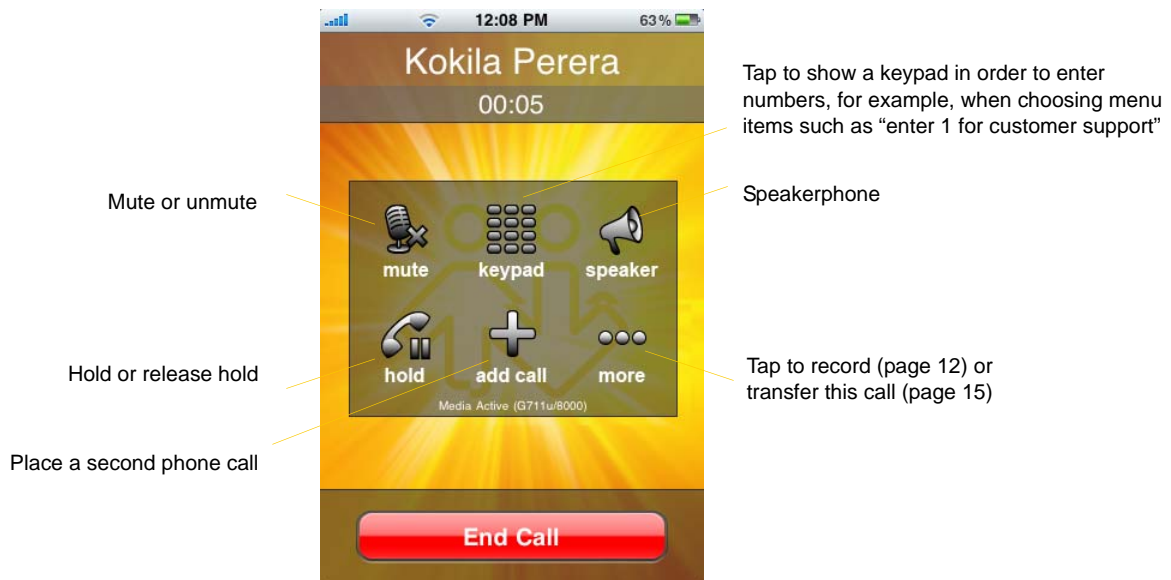 12:08 PM
63%
Kokila Perera
00:05
Tap to show a keypad in order to enter
numbers, for example, when choosing menu
items such as “enter 1 for customer support”
Mute or unmute
Speakerphone
mute
keypad
speaker
Hold or release hold
hold
add call
more
Tap to record (page 12) or
transfer this call (page 15)
Media Active (G711u/8000)
Place a second phone call
End Call